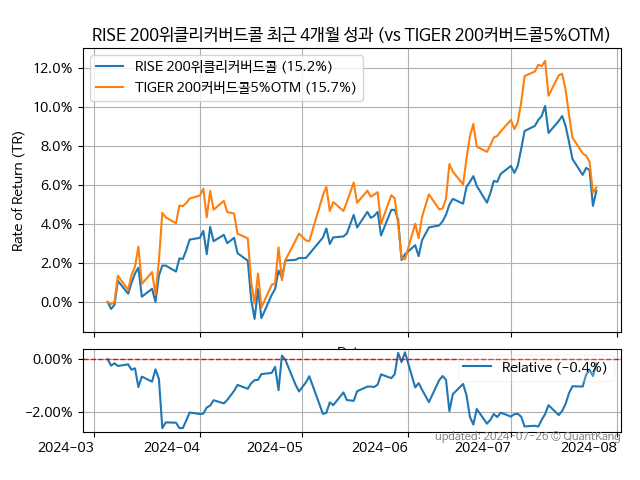 RISE 200위클리커버드콜 최근 4개월 성과 (vs TIGER 200커버드콜5%OTM)
RISE 200위클리커버드콜 (15.2%)
TIGER 200커버드콜5%OTM (15.7%)
Rate of Return (TR)
12.0%
10.0%
8.0%
6.0%
4.0%
2.0%
0.0%
0.00%
−2.00%
Relative (−0.4%)
2024-03
2024-04
2024-05
2024-06
2024-07
2024-08
updated: 2024-07-26 © QuantKang